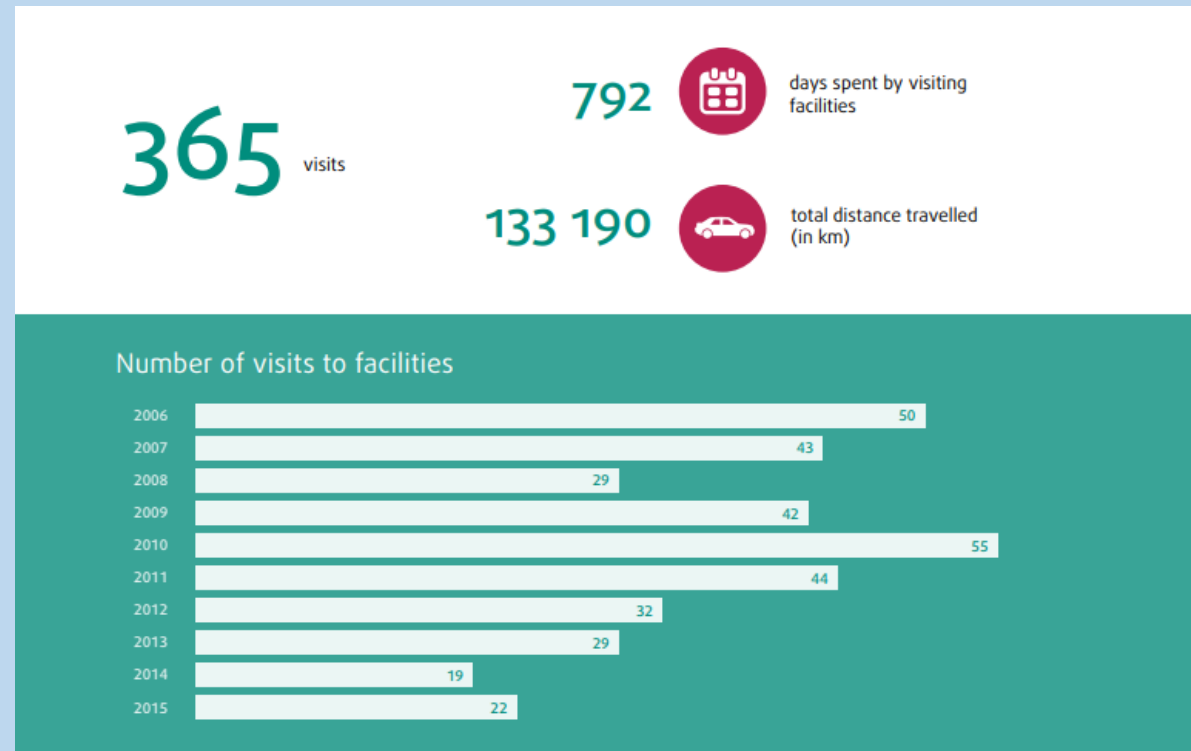 365 visits
792 days spent by visiting
facilities
133 190 total distance travelled
(in km)
Number of visits to facilities
2006 50
2007 43
2008 29
2009 42
2010 55
2011 44
2012 32
2013 29
2014 19
2015 22